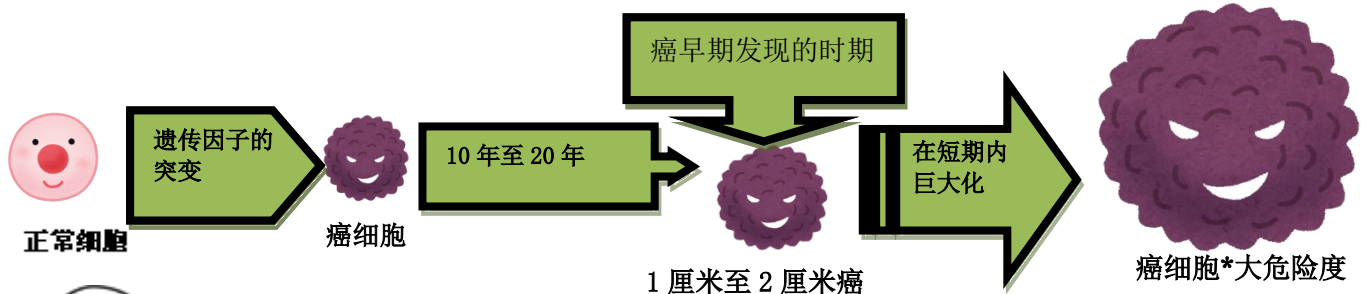 癌早期发现的时期
遗传因子的
突变
10 年至 20 年
在短期内
巨大化
正常细胞
癌细胞
1 厘米至 2 厘米癌
癌细胞*大危险度